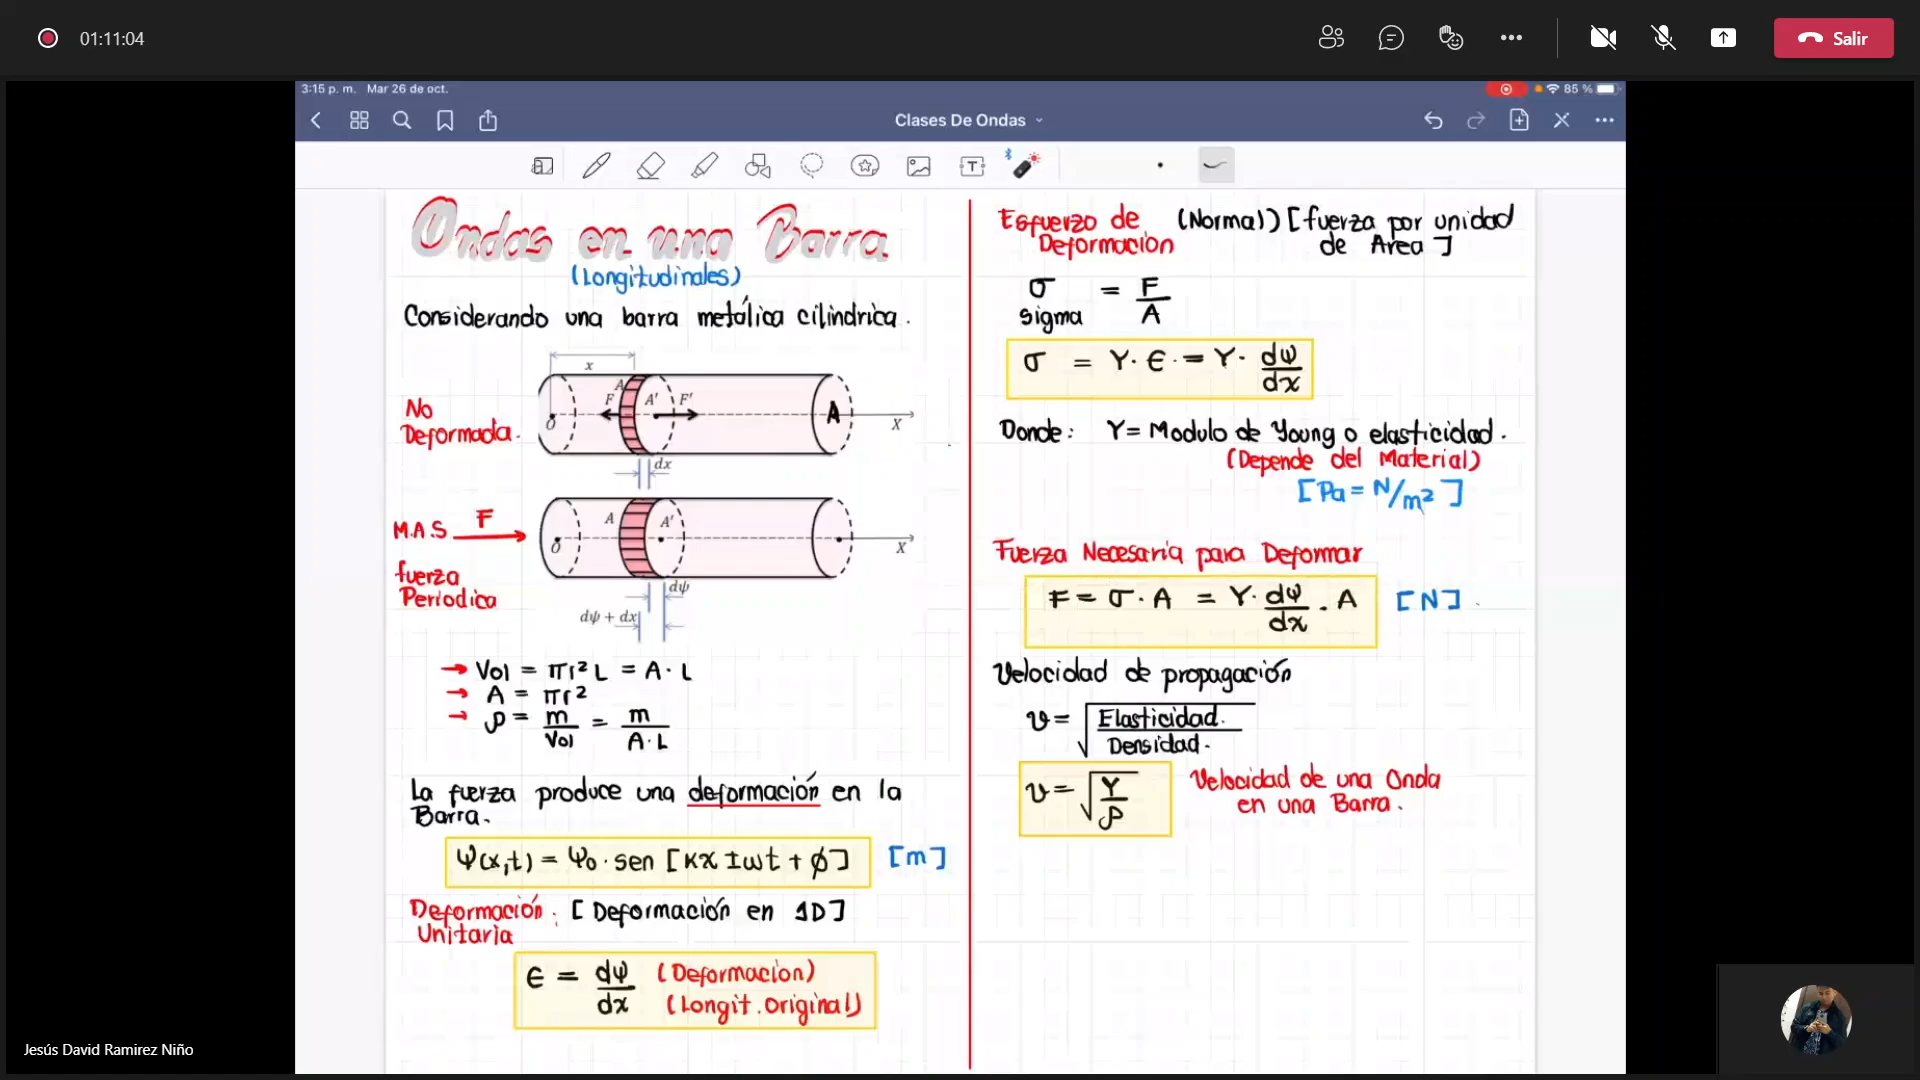 01:11:04
Salir
3:15 p. m. Mar 26 de oct.
85 %
Clases De Ondas
Ondas en una Barra
(Longitudinales)
Considerando una barra metálica cilindrica.
x
A
F
A'
F'
A
O
X
No
Deformada.
dx
M.A.S F
A
A'
O
X
fuerza
Periodica
dψ
dψ + dx
→ Vol = πr² L = A · L
→ A = πr²
→ ρ = m/Vol = m/A·L
La fuerza produce una deformación en la
Barra.
Ψ(x,t) = Ψo · sen [Kx ± ωt + ϕ] [m]
Deformación : [Deformación en 1D]
Unitaria
ϵ = dψ/dx (Deformacion)
(Longit. Original)
Esfuerzo de (Normal) [fuerza por unidad
Deformacion de Area]
σ = F/A
sigma
σ = Y · ϵ · = Y · dψ/dx
Donde: Y = Modulo de Young o elasticidad.
(Depende del Material)
[Pa = N/m²]
Fuerza Necesaria para Deformar
F = σ · A = Y · dψ/dx . A [N] .
Velocidad de propagación
v = √Elasticidad./Densidad.
v = √Y/ρ Velocidad de una Onda
en una Barra.
Jesús David Ramirez Niño